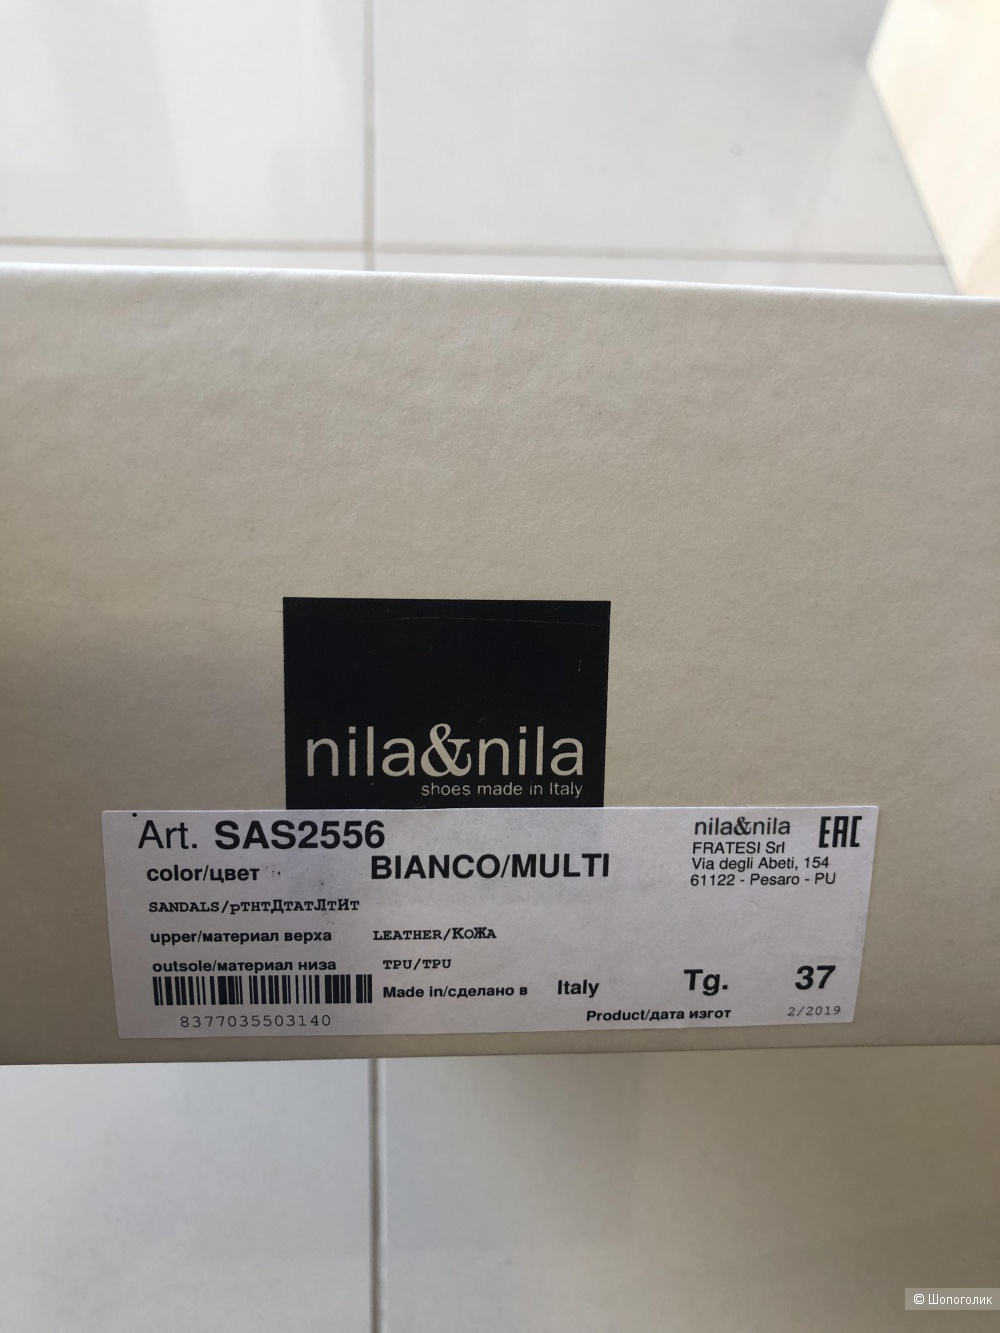 nila&nila
shoes made in Italy
Art. SAS2556
color/цвет BIANCO/MULTI
SANDALS/рТНТДТАТЛТИТ
upper/материал верха LEATHER/КОЖА
outsole/материал низа TPU/TPU
8377035503140
Made in/сделано в Italy
Tg. 37
Product/дата изгот 2/2019
nila&nila EAC
FRATESI Srl
Via degli Abeti, 154
61122 - Pesaro - PU
© Шопоголик